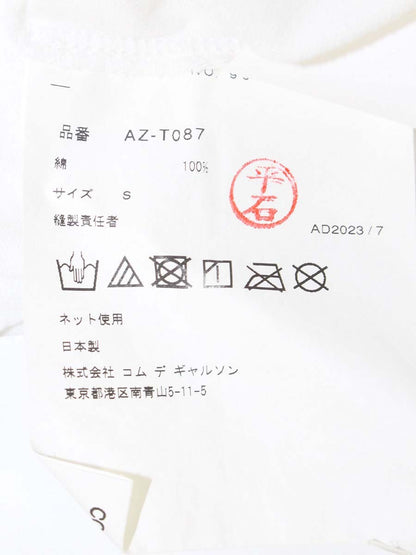 品番 AZ-T087
綿 100%
サイズ S
縫製責任者
平石
AD2023/7
ネット使用
日本製
株式会社 コム デ ギャルソン
東京都港区南青山5-11-5